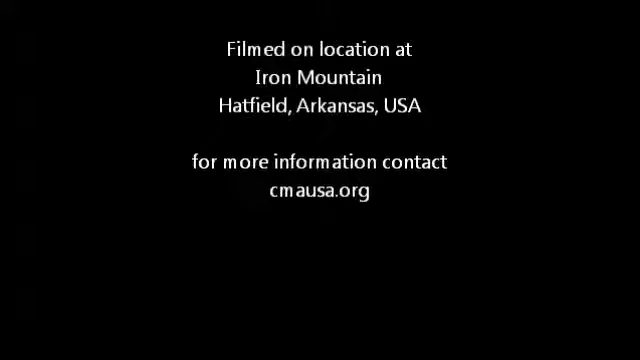 Filmed on location at
Iron Mountain
Hatfield, Arkansas, USA
for more information contact
cmausa.org